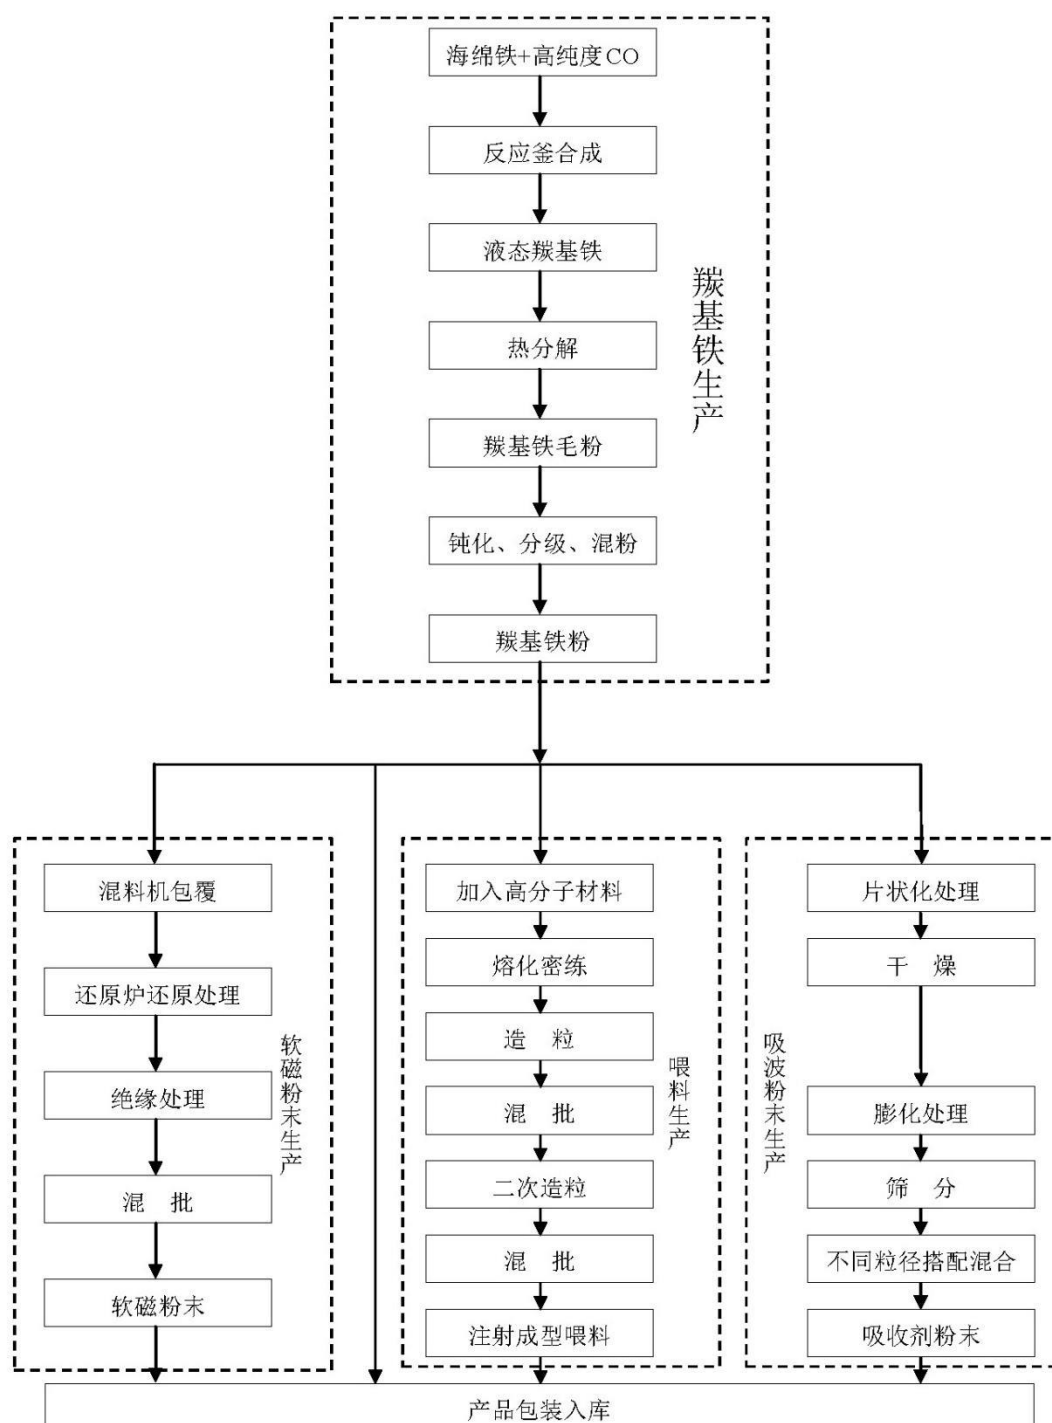 海绵铁+高纯度CO
反应釜合成
液态羰基铁
热分解
羰基铁毛粉
钝化、分级、混粉
羰基铁粉
羰基铁生产
混料机包覆
还原炉还原处理
绝缘处理
混 批
软磁粉末
软磁粉末生产
加入高分子材料
熔化密练
造 粒
混 批
二次造粒
混 批
注射成型喂料
喂料生产
吸波粉末生产
片状化处理
干 燥
膨化处理
筛 分
不同粒径搭配混合
吸收剂粉末
产品包装入库